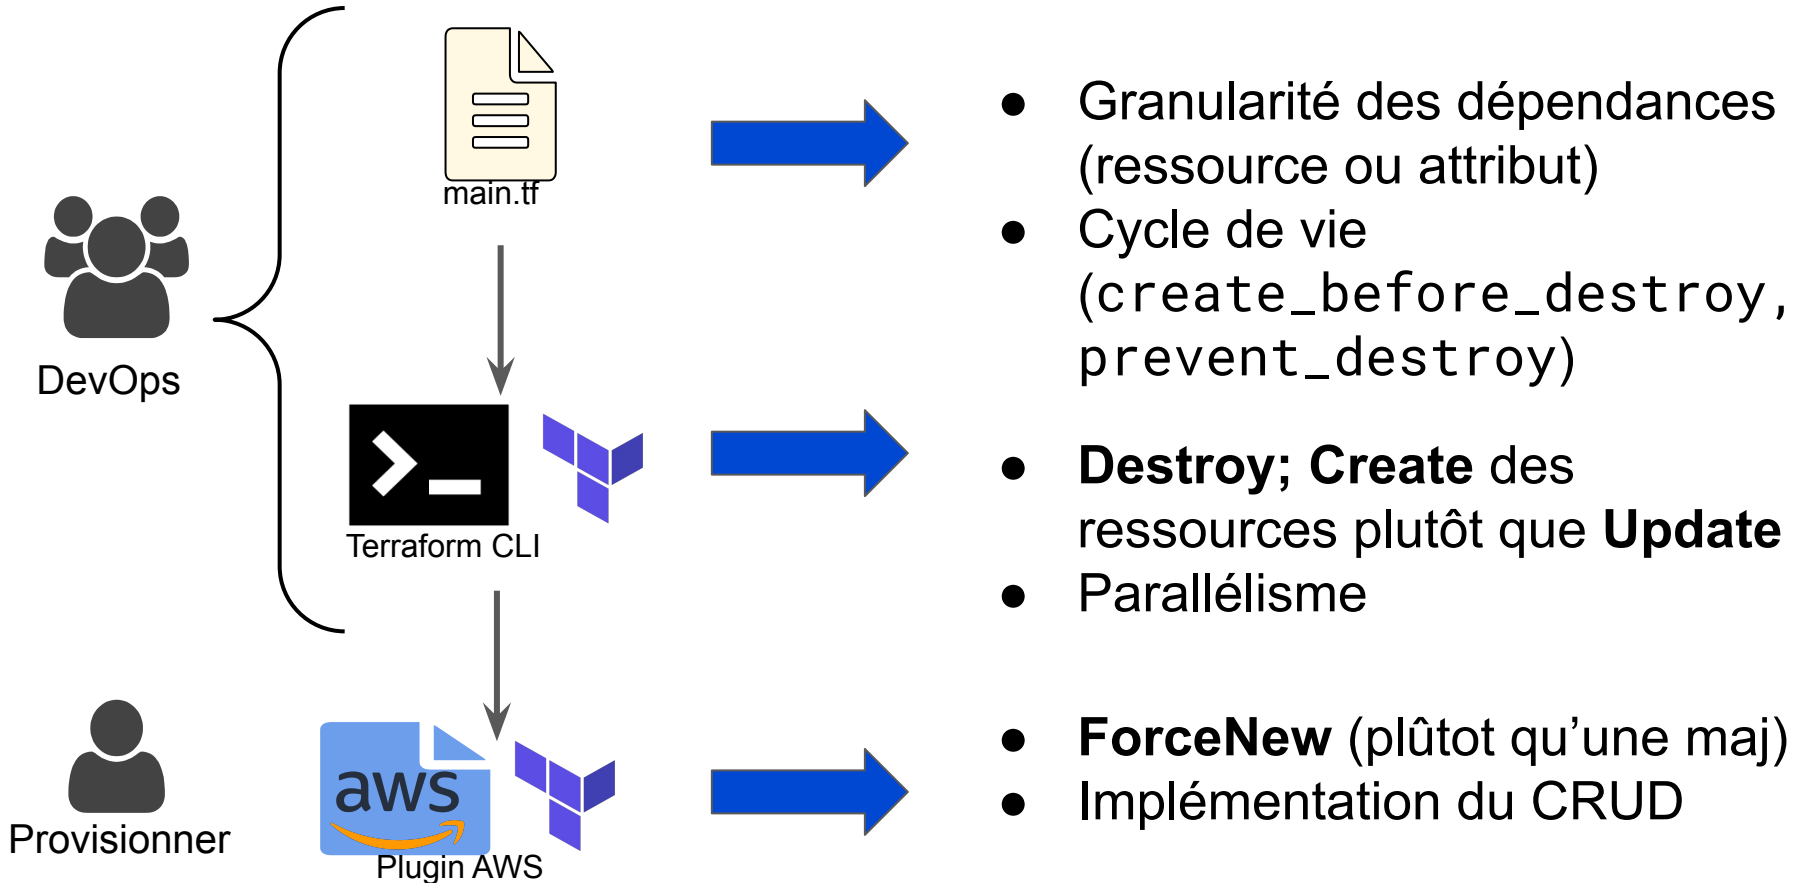 main.tf
DevOps
Terraform CLI
aws
Provisionner
Plugin AWS
● Granularité des dépendances
(ressource ou attribut)
● Cycle de vie
(create_before_destroy,
prevent_destroy)
● Destroy; Create des
ressources plutôt que Update
● Parallélisme
● ForceNew (plûtot qu’une maj)
● Implémentation du CRUD